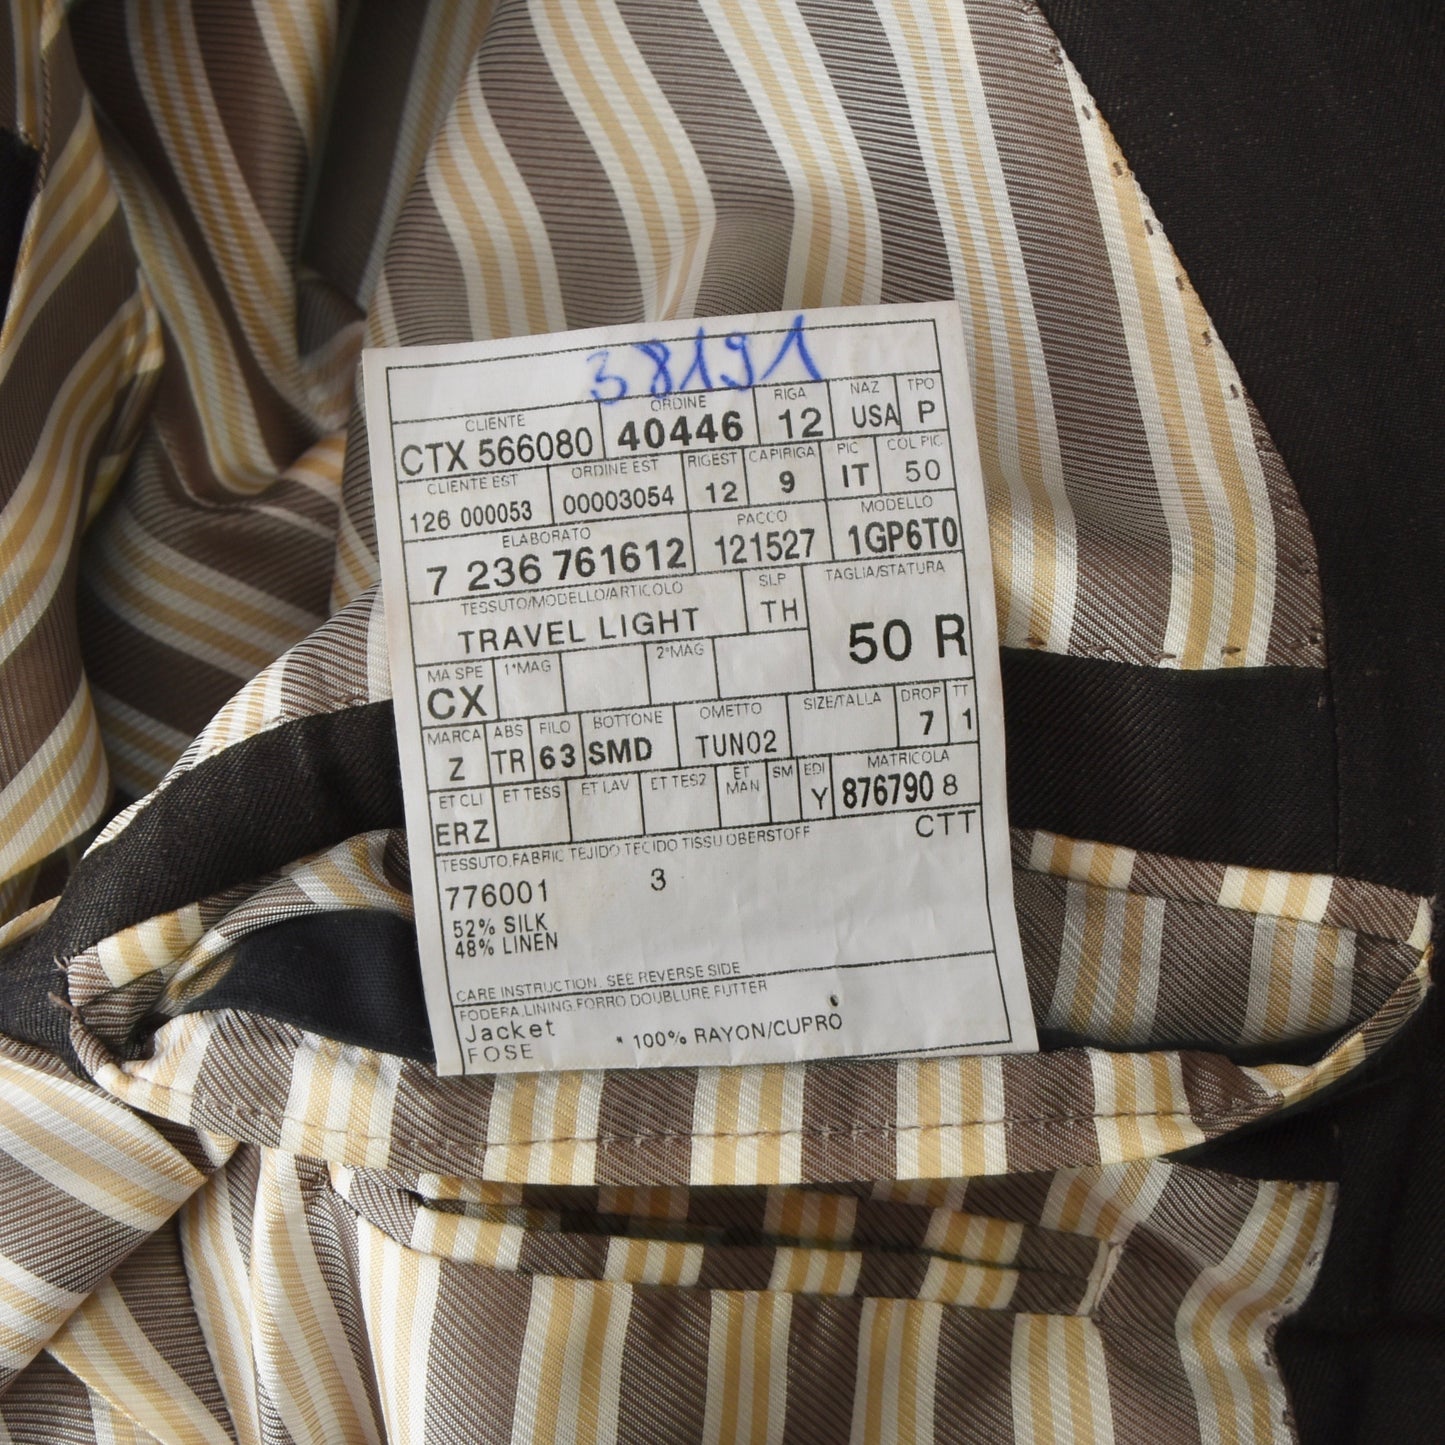 38191
CLIENTE ORDINE RIGA NAZ TPO
CTX 566080 40446 12 USA P
CLIENTE EST ORDINE EST RIGEST CAPIRIGA PIC COL PIC
126 000053 00003054 12 9 IT 50
ELABORATO PACCO MODELLO
7 236 761612 121527 1GP6T0
TESSUTO/MODELLO/ARTICOLO SLP TAGLIA/STATURA
TRAVEL LIGHT TH 50 R
MA SPE 1°MAG 2°MAG
CX
MARCA ABS FILO BOTTONE OMETTO SIZE/TALLA DROP TT
Z TR 63 SMD TUN02 7 1
ET CLI ET TESS ET LAV ET TES2 ET MAN SM EDI MATRICOLA
ERZ Y 876790 8
TESSUTO.FABRIC TEJIDO TECIDO TISSU OBERSTOFF CTT
776001 3
52% SILK
48% LINEN
CARE INSTRUCTION. SEE REVERSE SIDE
FODERA.LINING.FORRO DOUBLURE FUTTER
Jacket * 100% RAYON/CUPRO
FOSE